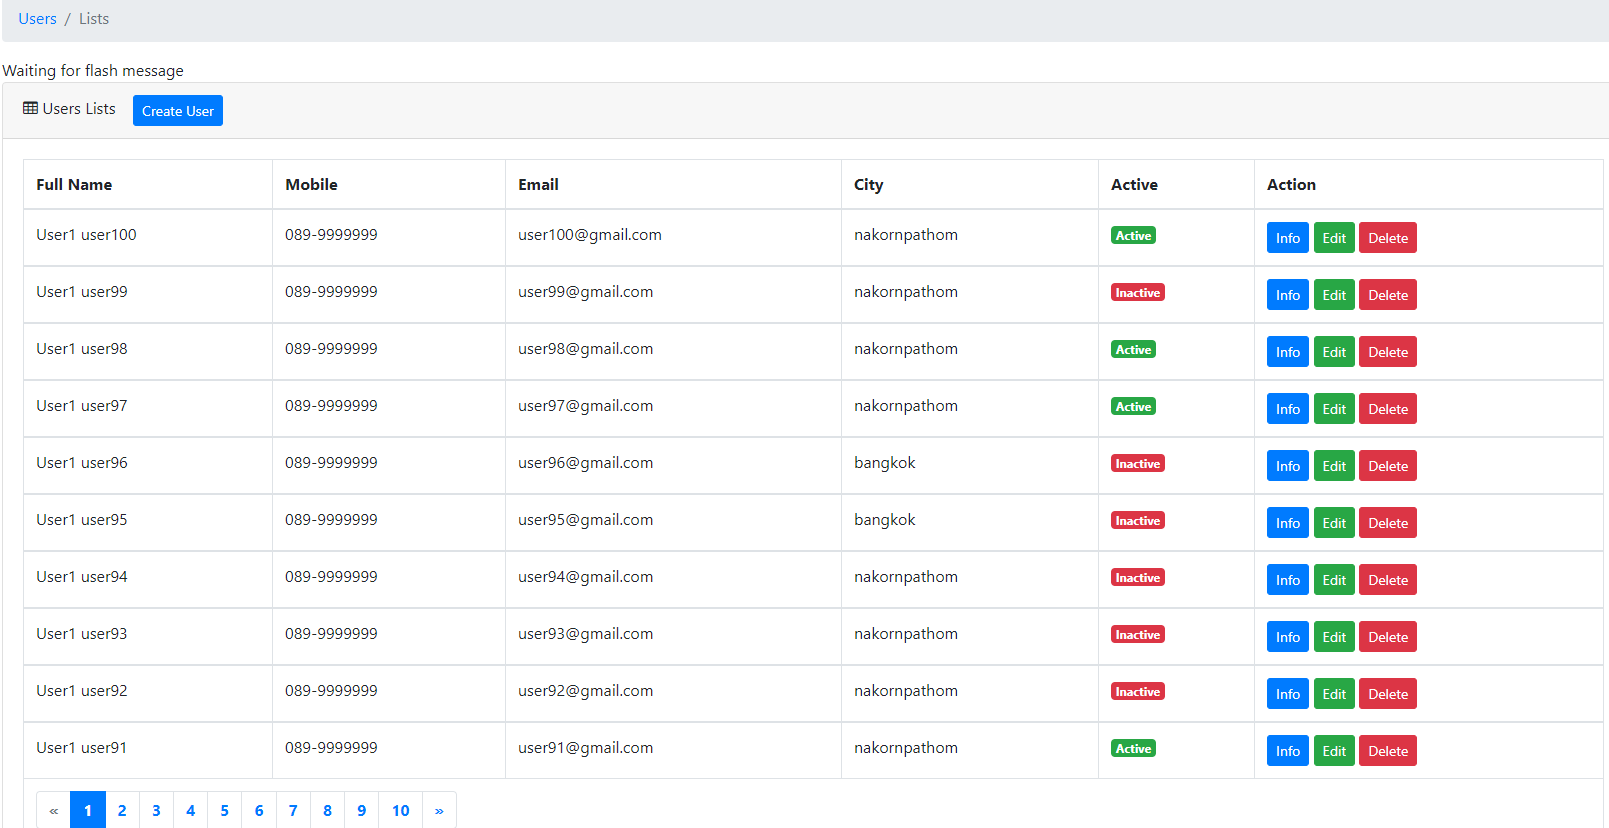 Users / Lists
Waiting for flash message
Users Lists Create User
Full Name Mobile Email City Active Action
User1 user100 089-9999999 user100@gmail.com nakornpathom Active Info Edit Delete
User1 user99 089-9999999 user99@gmail.com nakornpathom Inactive Info Edit Delete
User1 user98 089-9999999 user98@gmail.com nakornpathom Active Info Edit Delete
User1 user97 089-9999999 user97@gmail.com nakornpathom Active Info Edit Delete
User1 user96 089-9999999 user96@gmail.com bangkok Inactive Info Edit Delete
User1 user95 089-9999999 user95@gmail.com bangkok Inactive Info Edit Delete
User1 user94 089-9999999 user94@gmail.com nakornpathom Inactive Info Edit Delete
User1 user93 089-9999999 user93@gmail.com nakornpathom Inactive Info Edit Delete
User1 user92 089-9999999 user92@gmail.com nakornpathom Inactive Info Edit Delete
User1 user91 089-9999999 user91@gmail.com nakornpathom Active Info Edit Delete
« 1 2 3 4 5 6 7 8 9 10 »